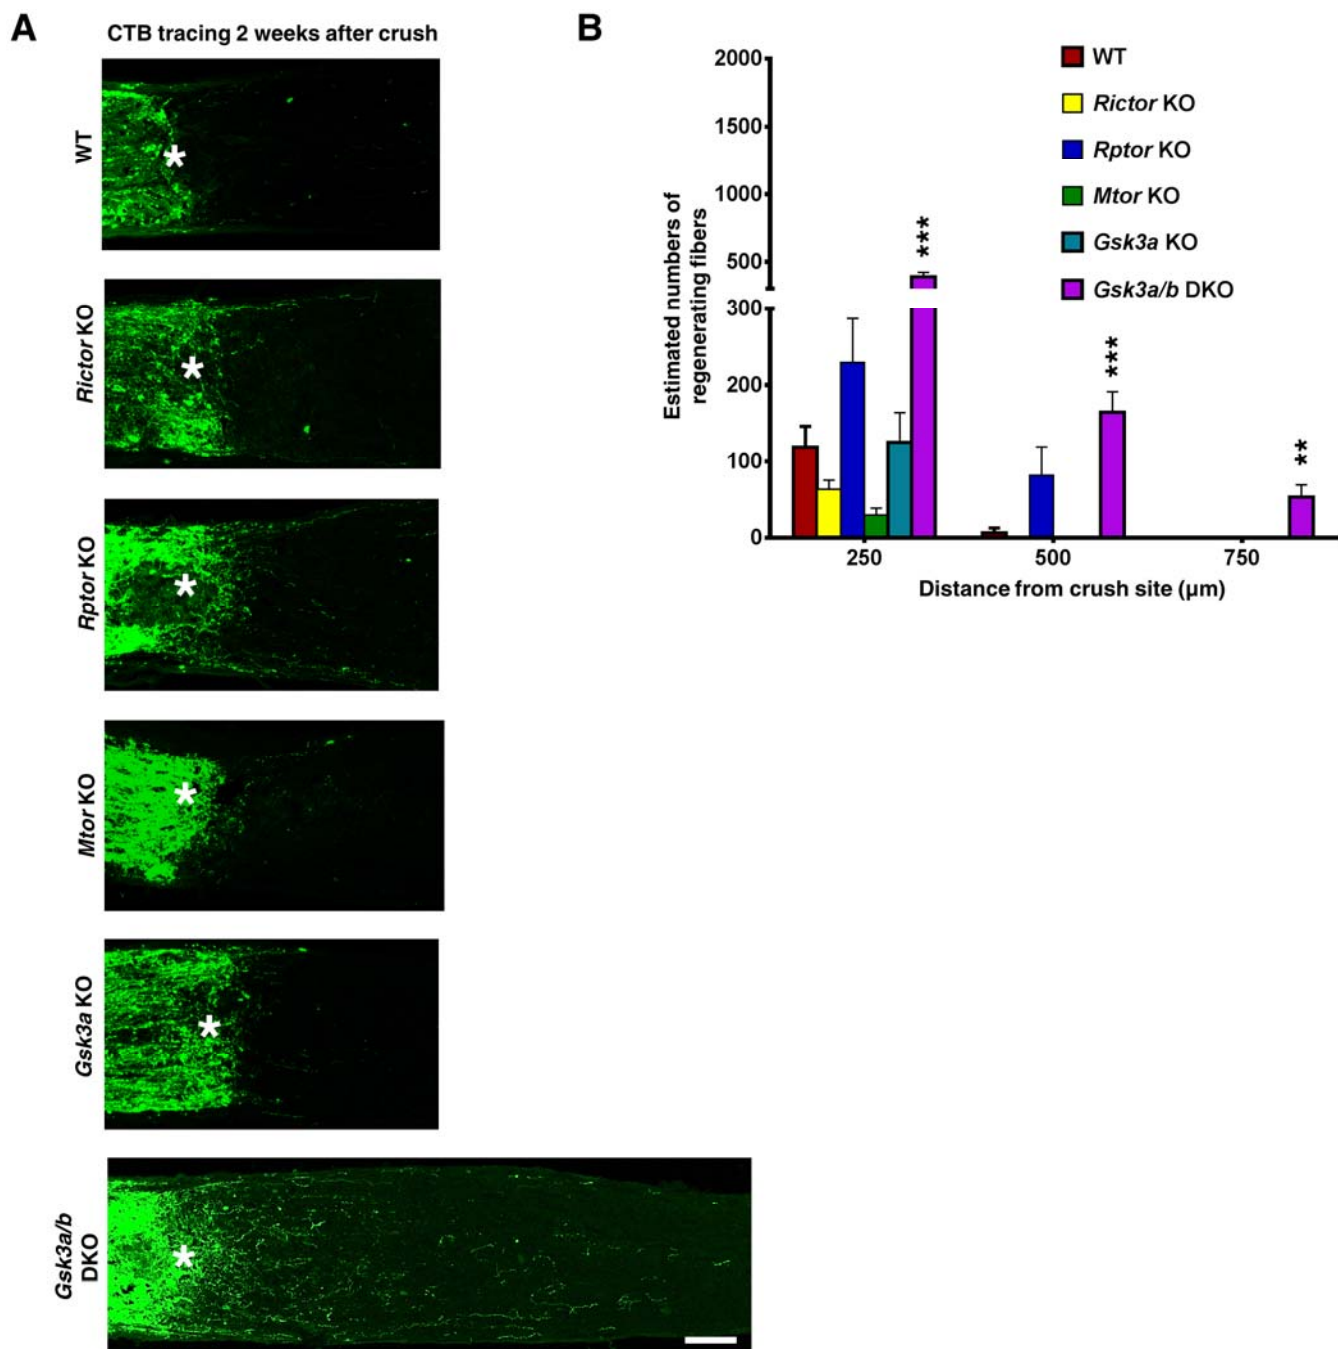 A
CTB tracing 2 weeks after crush
WT
*
Rictor KO
*
Rptor KO
*
Mtor KO
*
Gsk3a KO
*
Gsk3a/b
DKO
*
B
Estimated numbers of
regenerating fibers
2000
1500
1000
500
300
200
100
0
WT
Rictor KO
Rptor KO
Mtor KO
Gsk3a KO
Gsk3a/b DKO
***
***
**
250 500 750
Distance from crush site (µm)